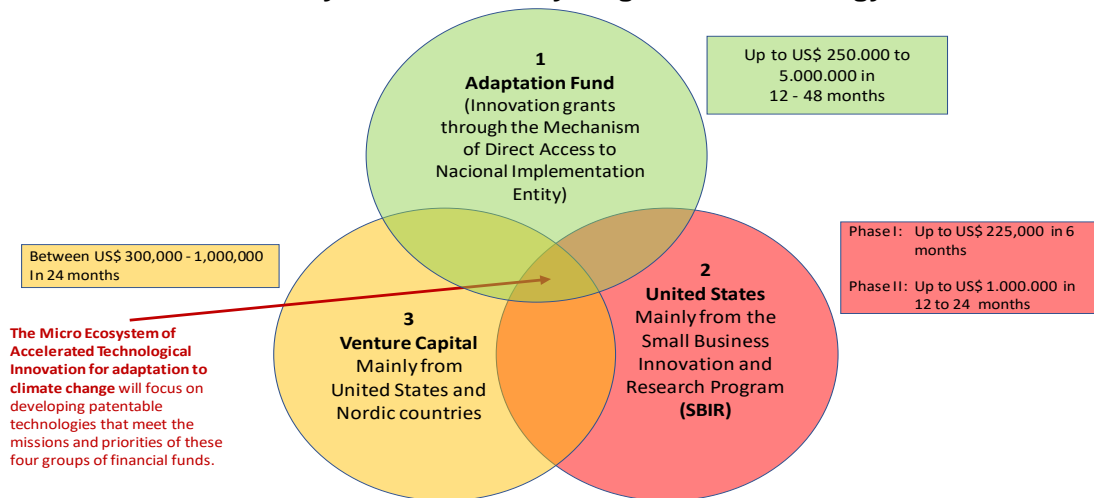 1
Adaptation Fund
(Innovation grants
through the Mechanism
of Direct Access to
Nacional Implementation
Entity)
Up to US$ 250.000 to
5.000.000 in
12 - 48 months
Between US$ 300,000 - 1,000,000
In 24 months
Phase I: Up to US$ 225,000 in 6
months
Phase II: Up to US$ 1.000.000 in
12 to 24 months
2
United States
Mainly from the
Small Business
Innovation and
Research Program
(SBIR)
3
Venture Capital
Mainly from
United States and
Nordic countries
The Micro Ecosystem of
Accelerated Technological
Innovation for adaptation to
climate change will focus on
developing patentable
technologies that meet the
missions and priorities of these
four groups of financial funds.